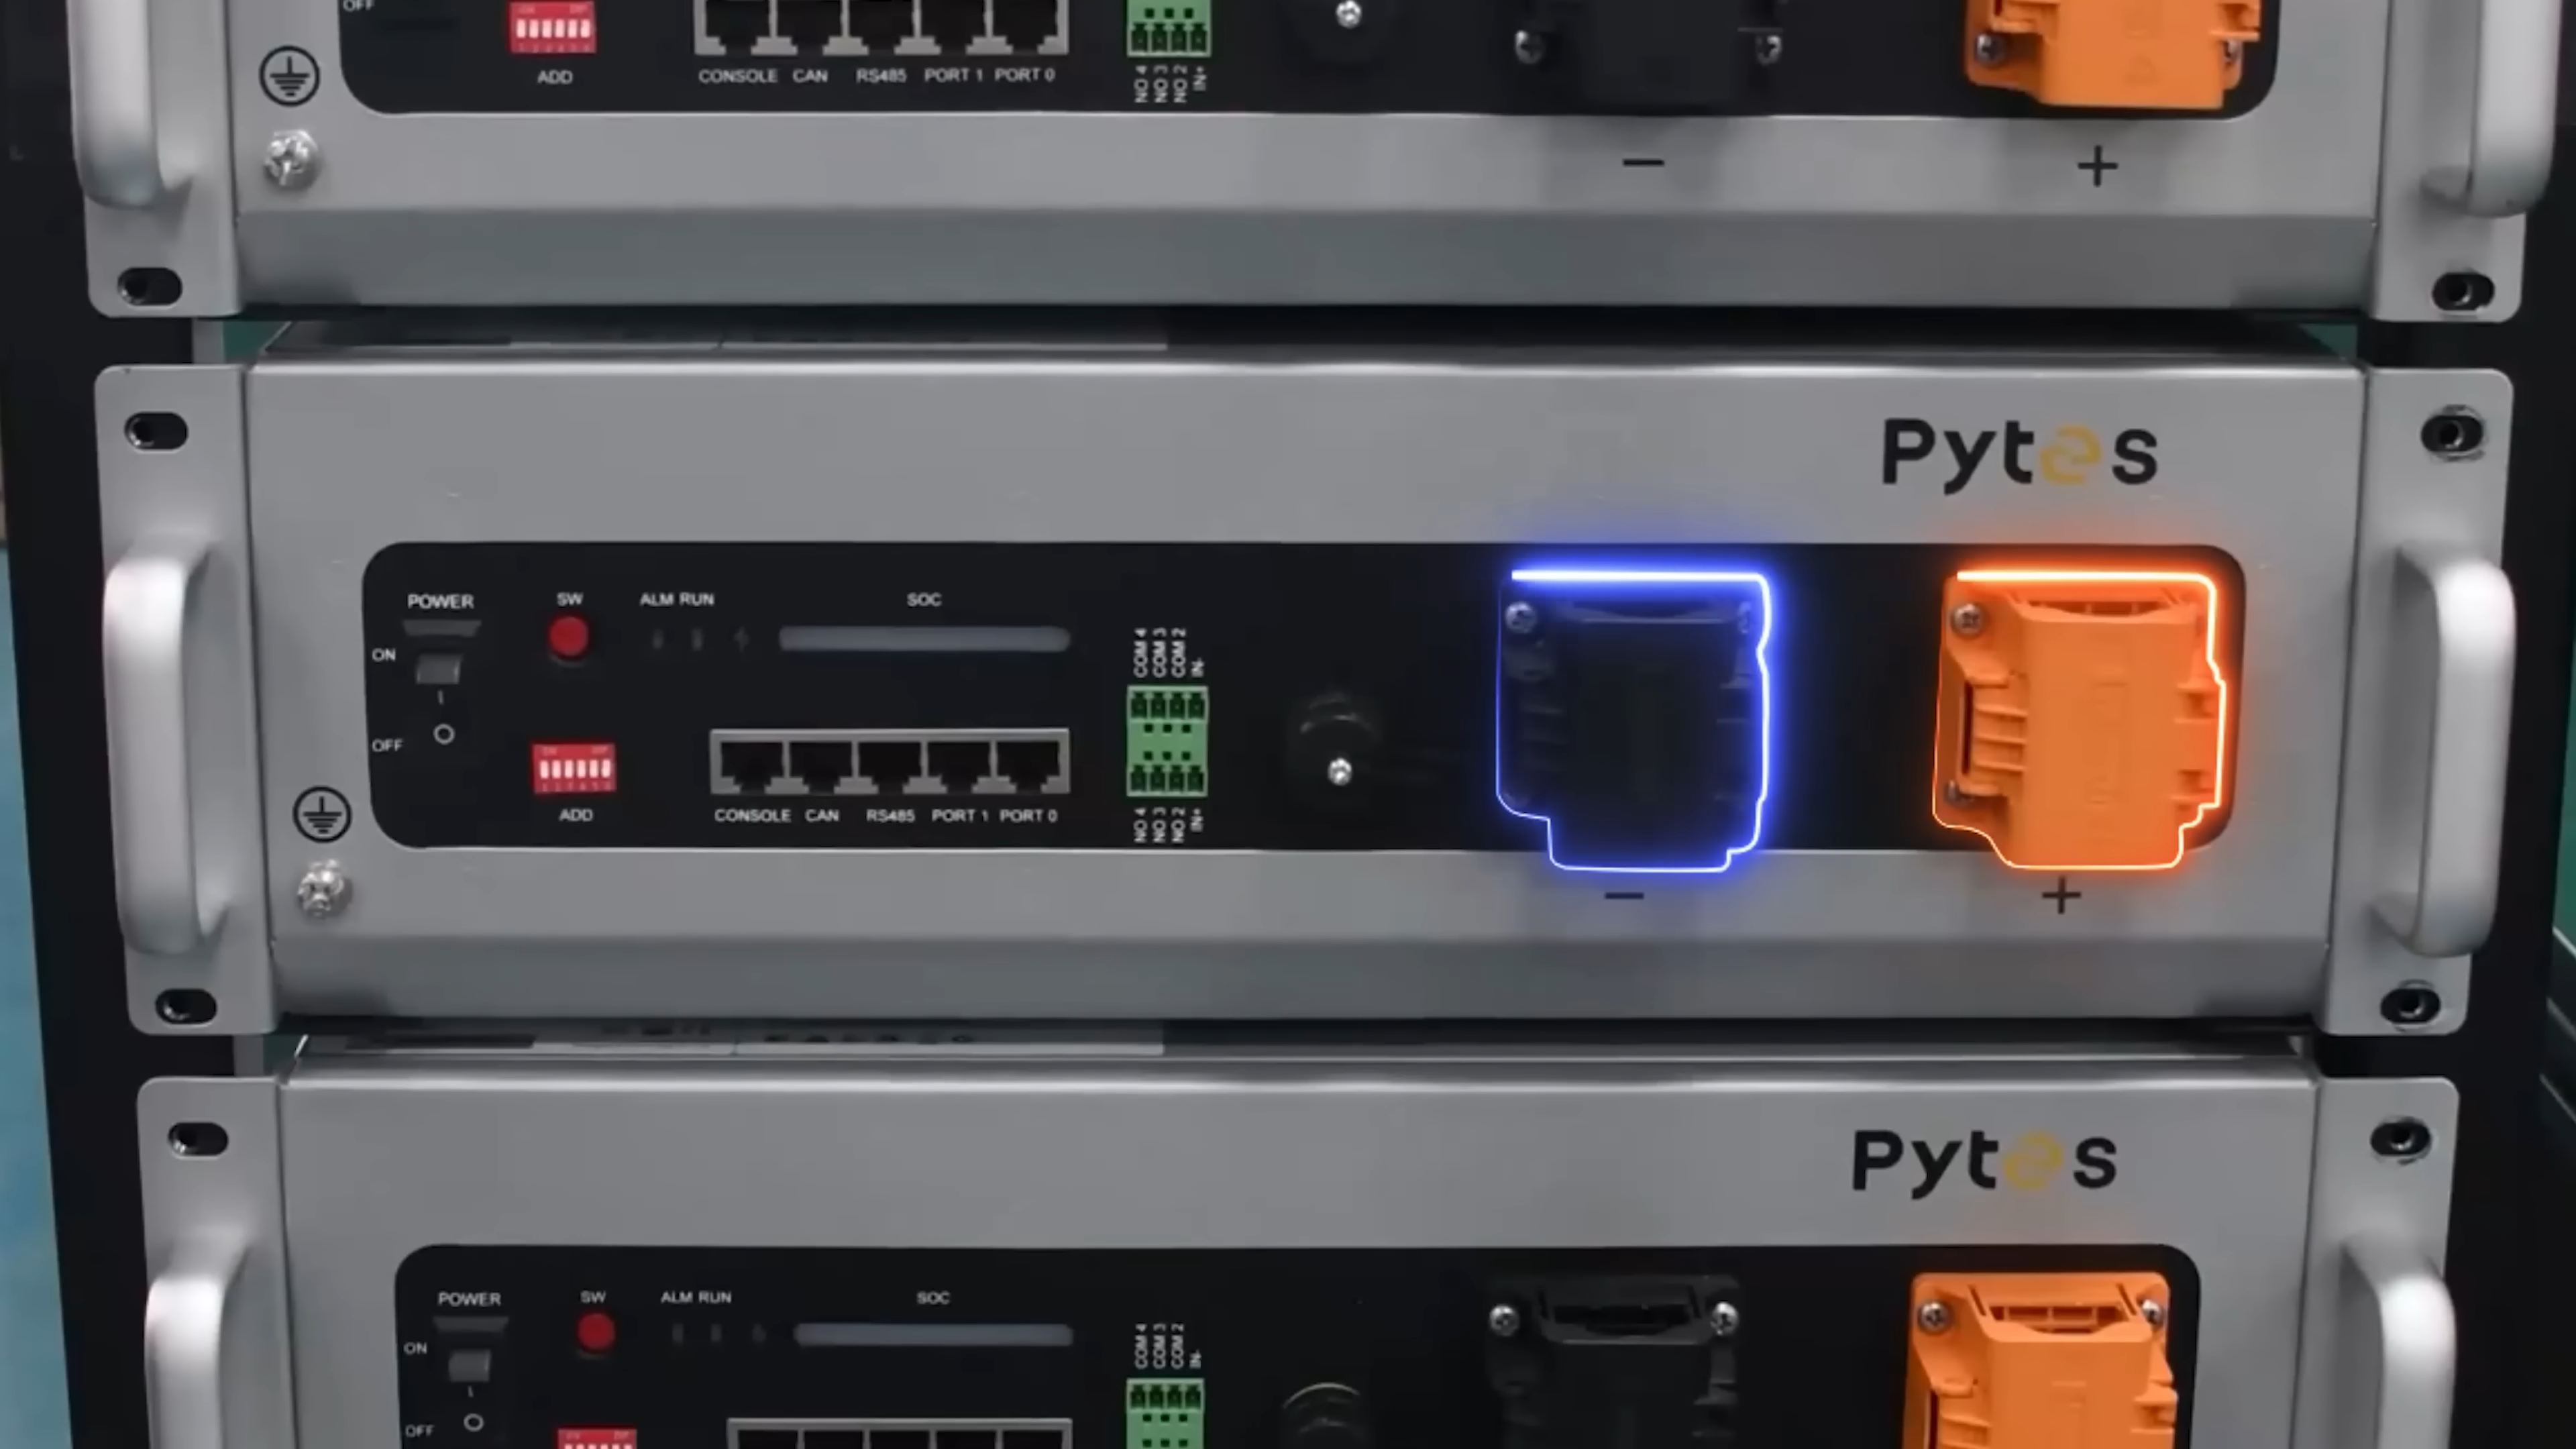 OFF
ADD
CONSOLE CAN RS485 PORT 1 PORT 0
NO 4
NO 3
NO 2
IN+
− +
Pytes
POWER SW ALM RUN SOC
ON
OFF
COM 4
COM 3
COM 2
IN-
ADD
CONSOLE CAN RS485 PORT 1 PORT 0
NO 4
NO 3
NO 2
IN+
− +
Pytes
POWER SW ALM RUN SOC
ON
OFF
COM 4
COM 3
COM 2
IN-